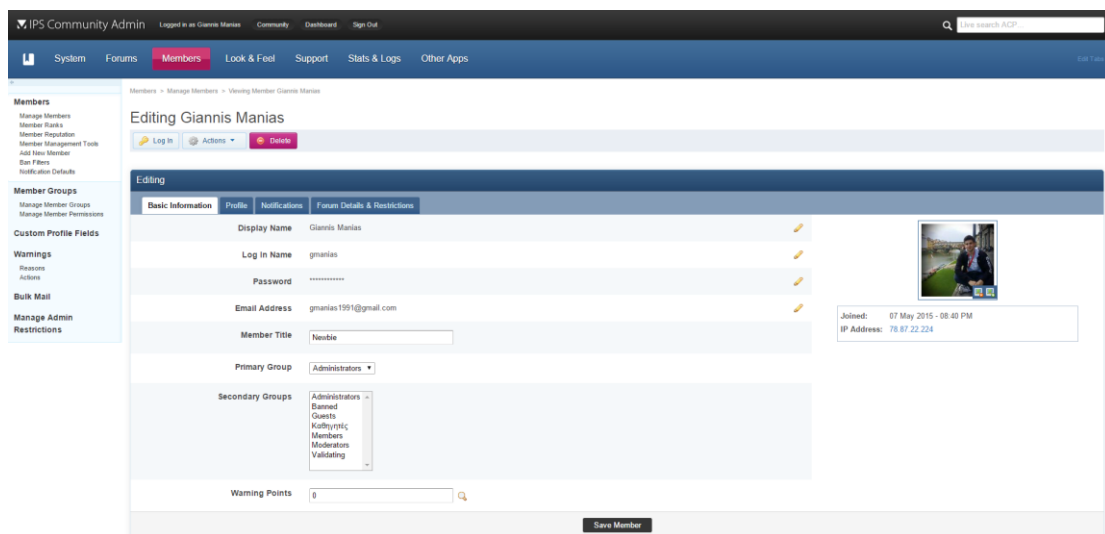 IPS Community Admin Logged in as Giannis Manias Community Dashboard Sign Out Live search ACP...
System Forums Members Look & Feel Support Stats & Logs Other Apps Edit Tabs
Members > Manage Members > Viewing Member Giannis Manias
Members
Manage Members
Member Ranks
Member Reputation
Member Management Tools
Add New Member
Ban Filters
Notification Defaults
Member Groups
Manage Member Groups
Manage Member Permissions
Custom Profile Fields
Warnings
Reasons
Actions
Bulk Mail
Manage Admin
Restrictions
Editing Giannis Manias
Log In Actions Delete
Editing
Basic Information Profile Notifications Forum Details & Restrictions
Display Name Giannis Manias
Log In Name gmanias
Password ************
Email Address gmanias1991@gmail.com
Member Title Newbie
Primary Group Administrators
Secondary Groups Administrators
Banned
Guests
Καθηγητές
Members
Moderators
Validating
Warning Points 0
Save Member
Joined: 07 May 2015 - 08:40 PM
IP Address: 78.87.22.224